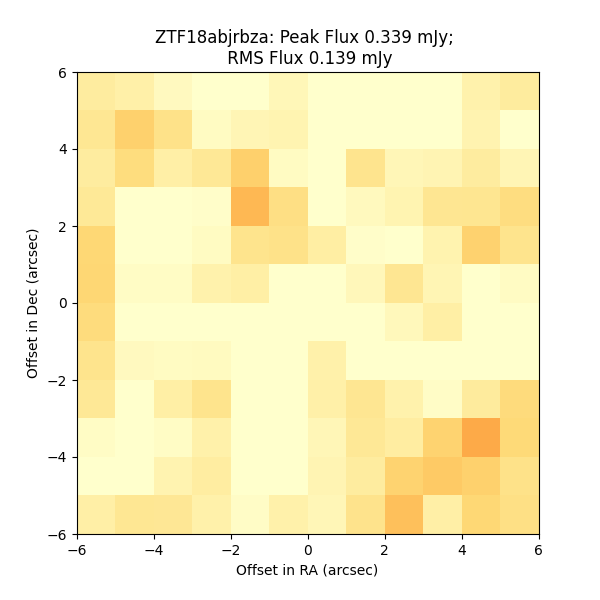 ZTF18abjrbza: Peak Flux 0.339 mJy;
RMS Flux 0.139 mJy
6
4
2
0
−2
−4
−6
Offset in Dec (arcsec)
−6 −4 −2 0 2 4 6
Offset in RA (arcsec)